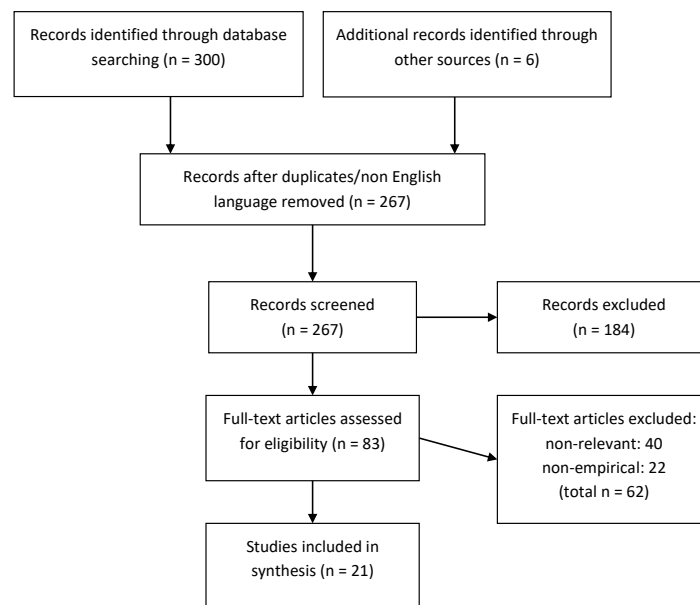 Records identified through database
searching (n = 300)
Additional records identified through
other sources (n = 6)
Records after duplicates/non English
language removed (n = 267)
Records screened
(n = 267)
Records excluded
(n = 184)
Full-text articles assessed
for eligibility (n = 83)
Full-text articles excluded:
non-relevant: 40
non-empirical: 22
(total n = 62)
Studies included in
synthesis (n = 21)